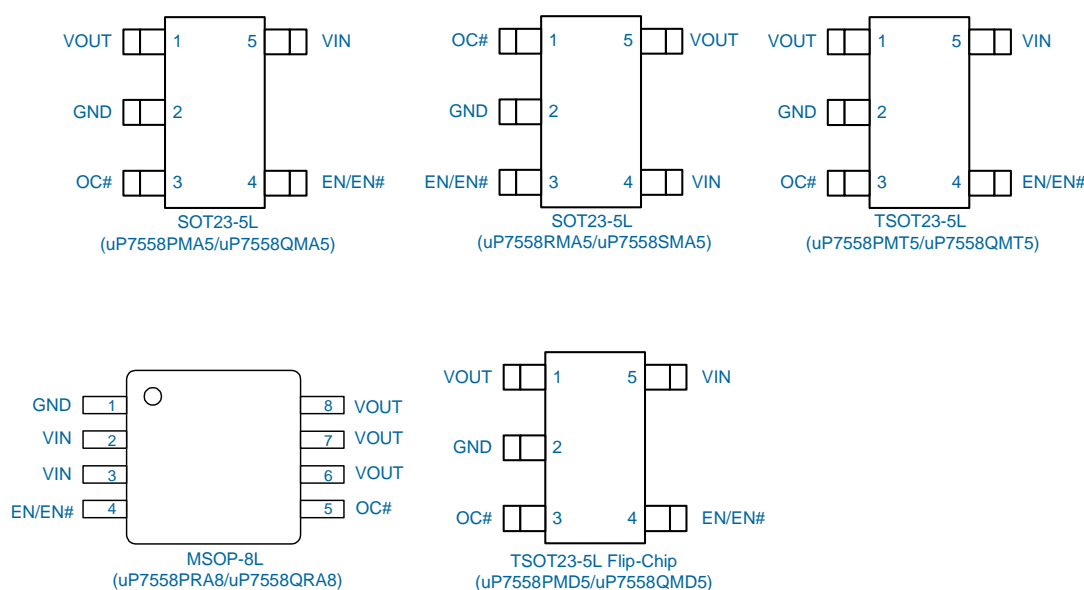 VOUT 1 5 VIN
GND 2
OC# 3 4 EN/EN#
SOT23-5L
(uP7558PMA5/uP7558QMA5)
OC# 1 5 VOUT
GND 2
EN/EN# 3 4 VIN
SOT23-5L
(uP7558RMA5/uP7558SMA5)
VOUT 1 5 VIN
GND 2
OC# 3 4 EN/EN#
TSOT23-5L
(uP7558PMT5/uP7558QMT5)
GND 1 8 VOUT
VIN 2 7 VOUT
VIN 3 6 VOUT
EN/EN# 4 5 OC#
MSOP-8L
(uP7558PRA8/uP7558QRA8)
VOUT 1 5 VIN
GND 2
OC# 3 4 EN/EN#
TSOT23-5L Flip-Chip
(uP7558PMD5/uP7558QMD5)